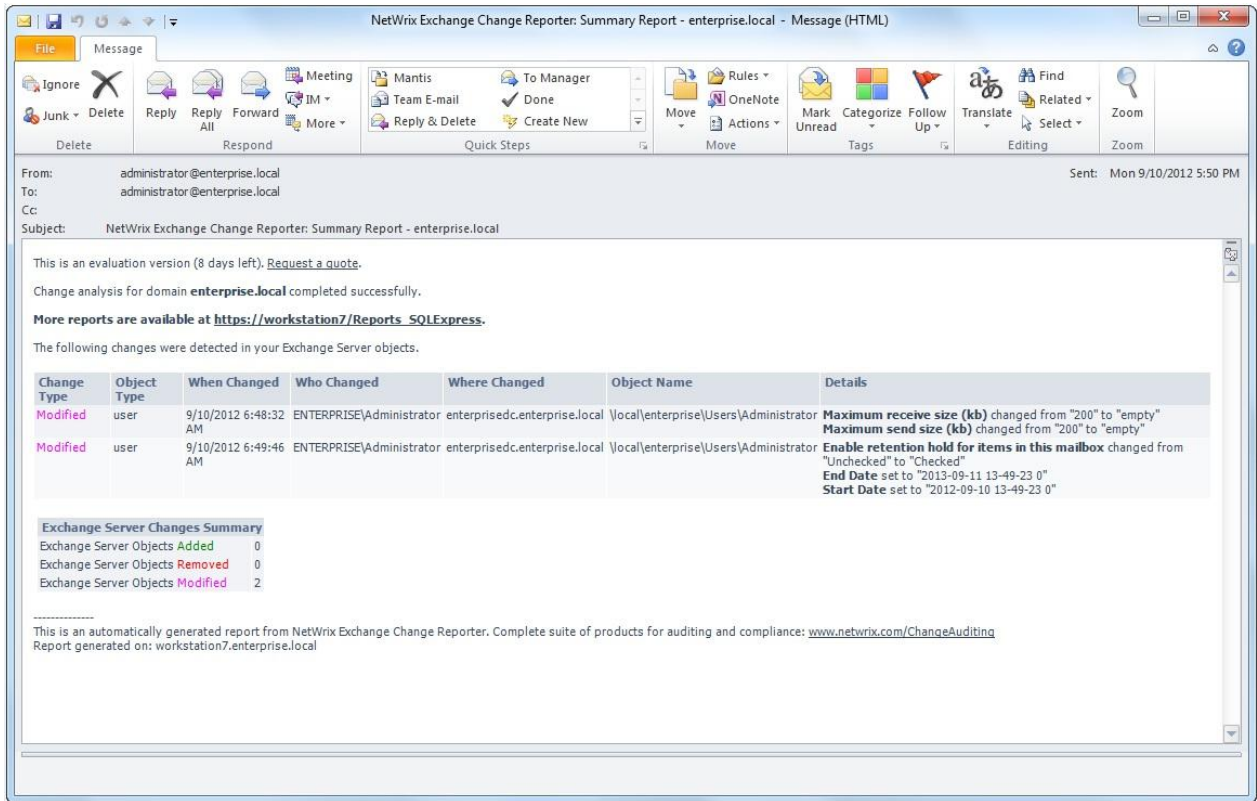 NetWrix Exchange Change Reporter: Summary Report - enterprise.local - Message (HTML)
File
Message
Ignore
Junk
Delete
Delete
Reply
Reply All
Forward
Meeting
IM
More
Respond
Mantis
Team E-mail
Reply & Delete
To Manager
Done
Create New
Quick Steps
Move
Rules
OneNote
Actions
Move
Mark Unread
Categorize
Follow Up
Tags
Translate
Find
Related
Select
Editing
Zoom
Zoom
From: administrator@enterprise.local
Sent: Mon 9/10/2012 5:50 PM
To: administrator@enterprise.local
Cc:
Subject: NetWrix Exchange Change Reporter: Summary Report - enterprise.local
This is an evaluation version (8 days left). Request a quote.
Change analysis for domain enterprise.local completed successfully.
More reports are available at https://workstation7/Reports_SQLExpress.
The following changes were detected in your Exchange Server objects.
Change Type Object Type When Changed Who Changed Where Changed Object Name Details
Modified user 9/10/2012 6:48:32 AM ENTERPRISE\Administrator enterprisedc.enterprise.local \local\enterprise\Users\Administrator Maximum receive size (kb) changed from "200" to "empty"
Maximum send size (kb) changed from "200" to "empty"
Modified user 9/10/2012 6:49:46 AM ENTERPRISE\Administrator enterprisedc.enterprise.local \local\enterprise\Users\Administrator Enable retention hold for items in this mailbox changed from
"Unchecked" to "Checked"
End Date set to "2013-09-11 13-49-23 0"
Start Date set to "2012-09-10 13-49-23 0"
Exchange Server Changes Summary
Exchange Server Objects Added 0
Exchange Server Objects Removed 0
Exchange Server Objects Modified 2
--------------
This is an automatically generated report from NetWrix Exchange Change Reporter. Complete suite of products for auditing and compliance: www.netwrix.com/ChangeAuditing
Report generated on: workstation7.enterprise.local